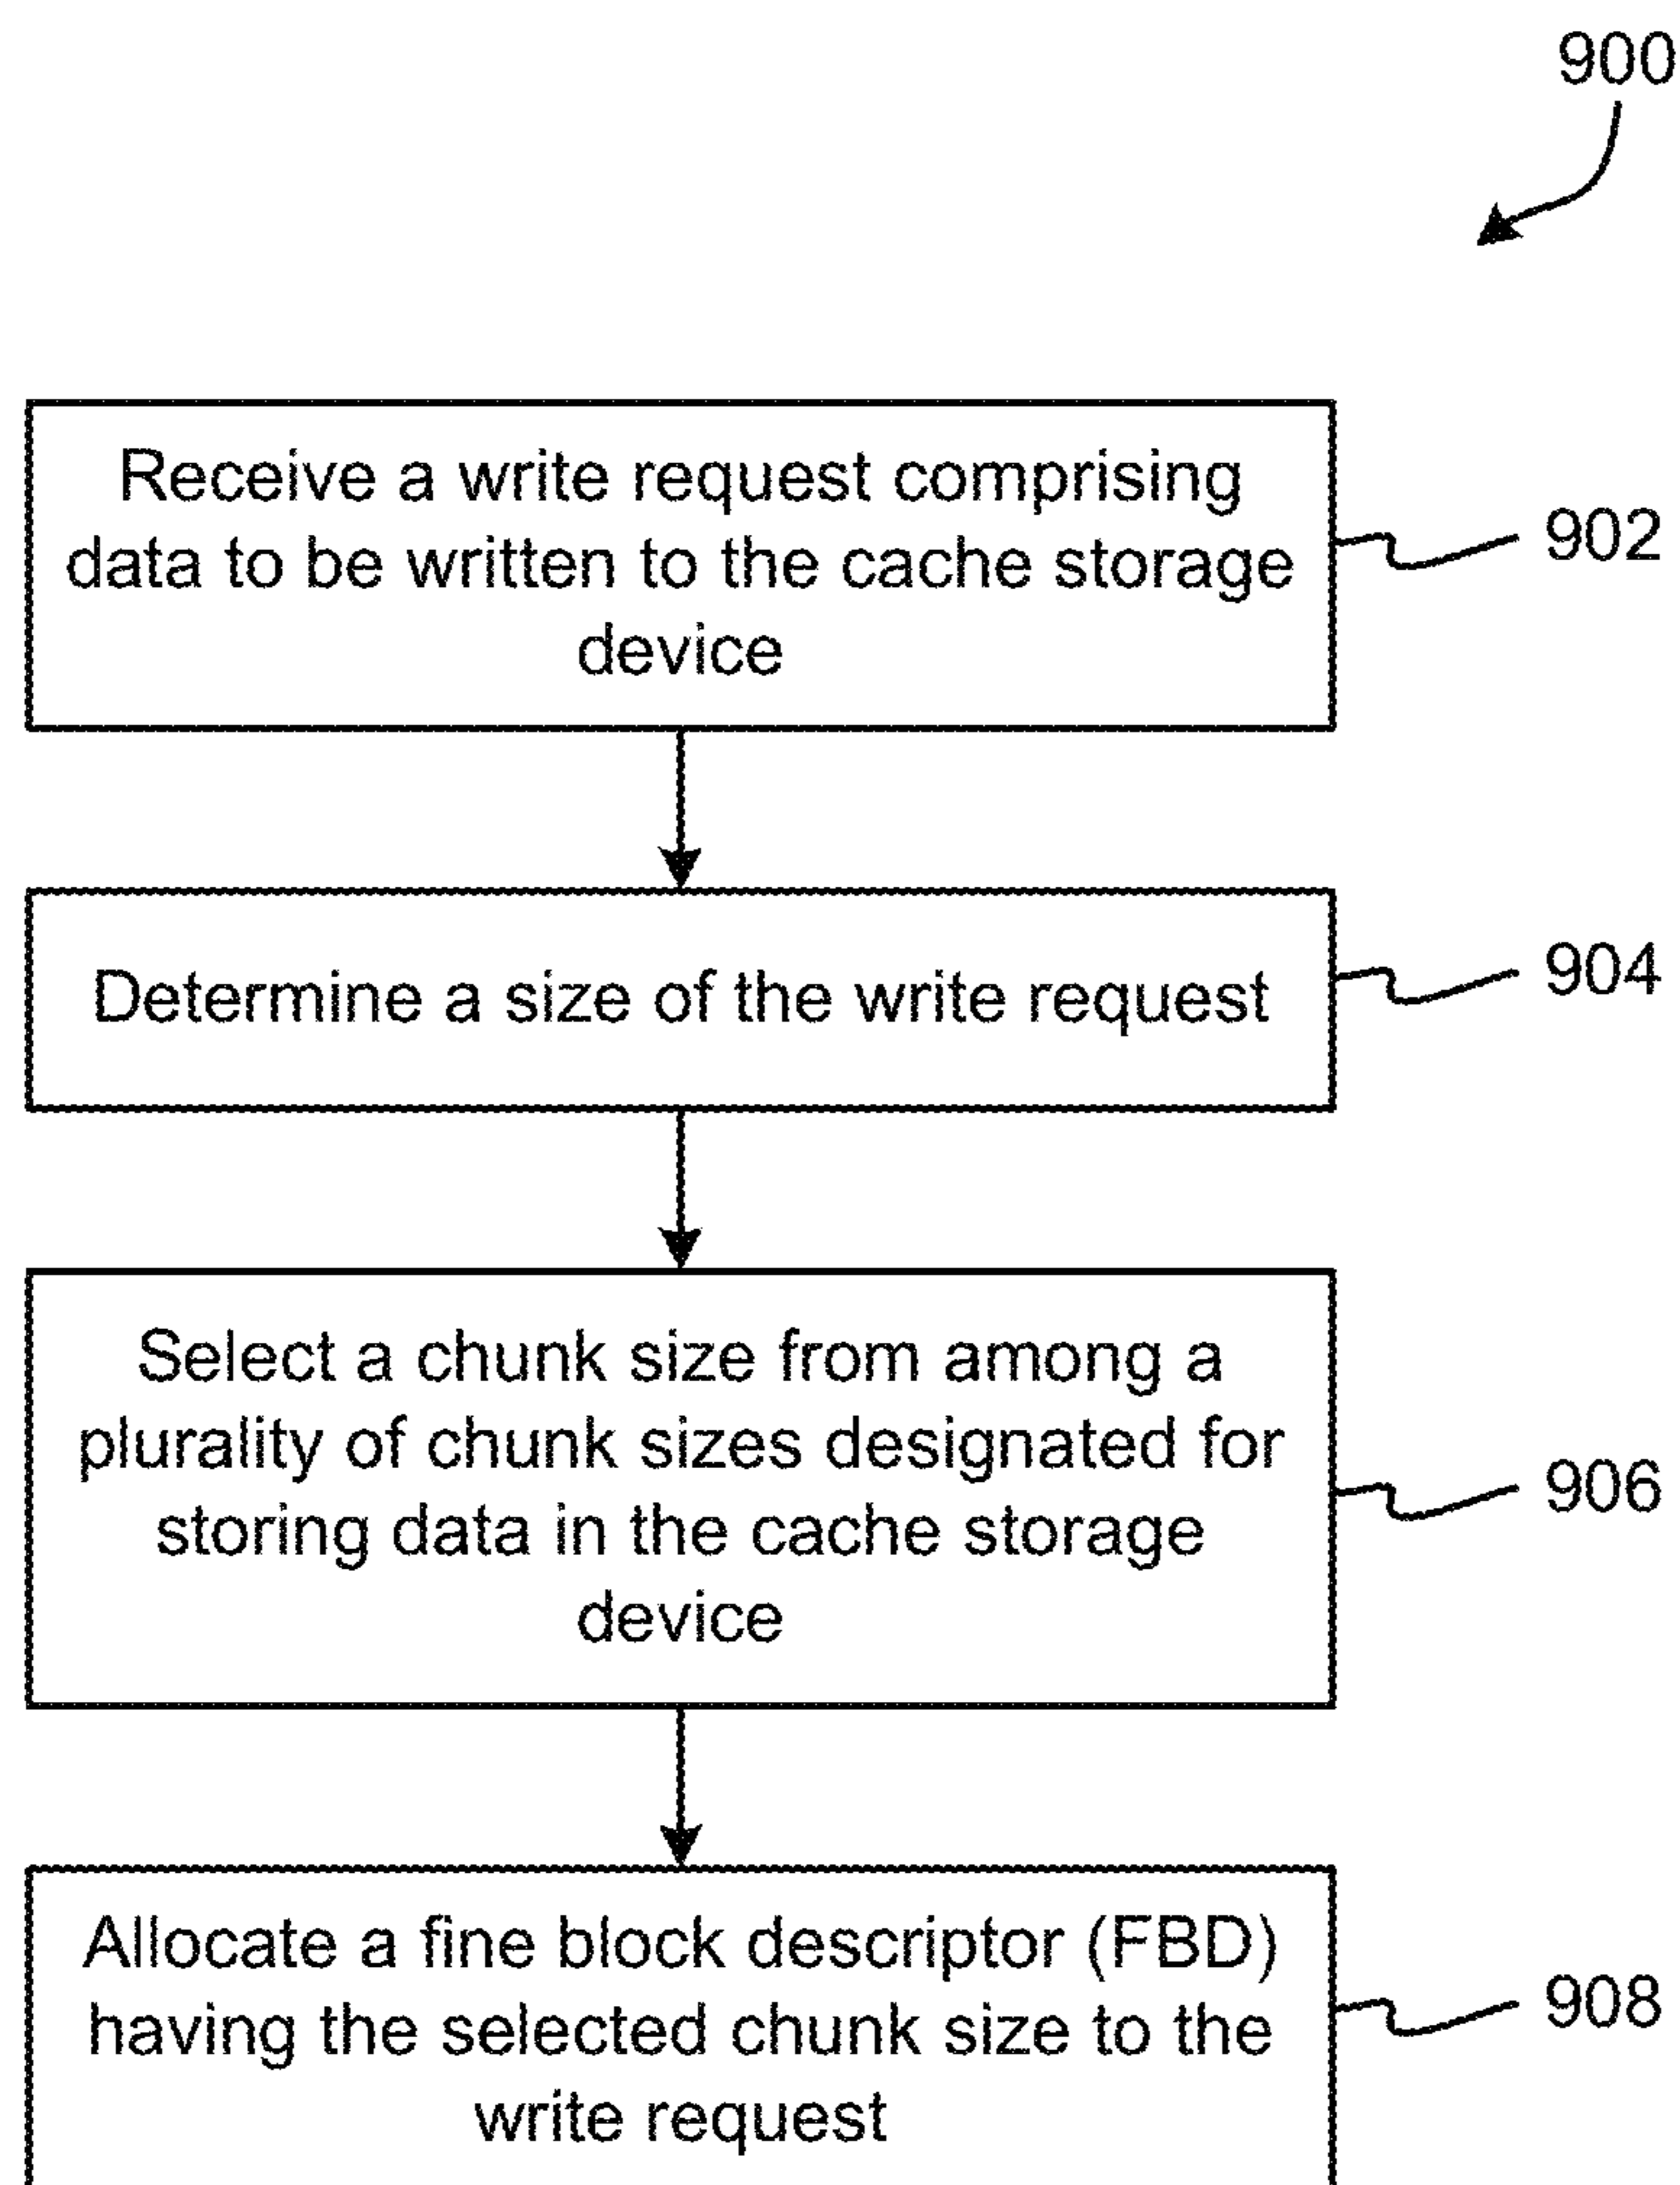 900
Receive a write request comprising
data to be written to the cache storage
device
902
Determine a size of the write request
904
Select a chunk size from among a
plurality of chunk sizes designated for
storing data in the cache storage
device
906
Allocate a fine block descriptor (FBD)
having the selected chunk size to the
write request
908